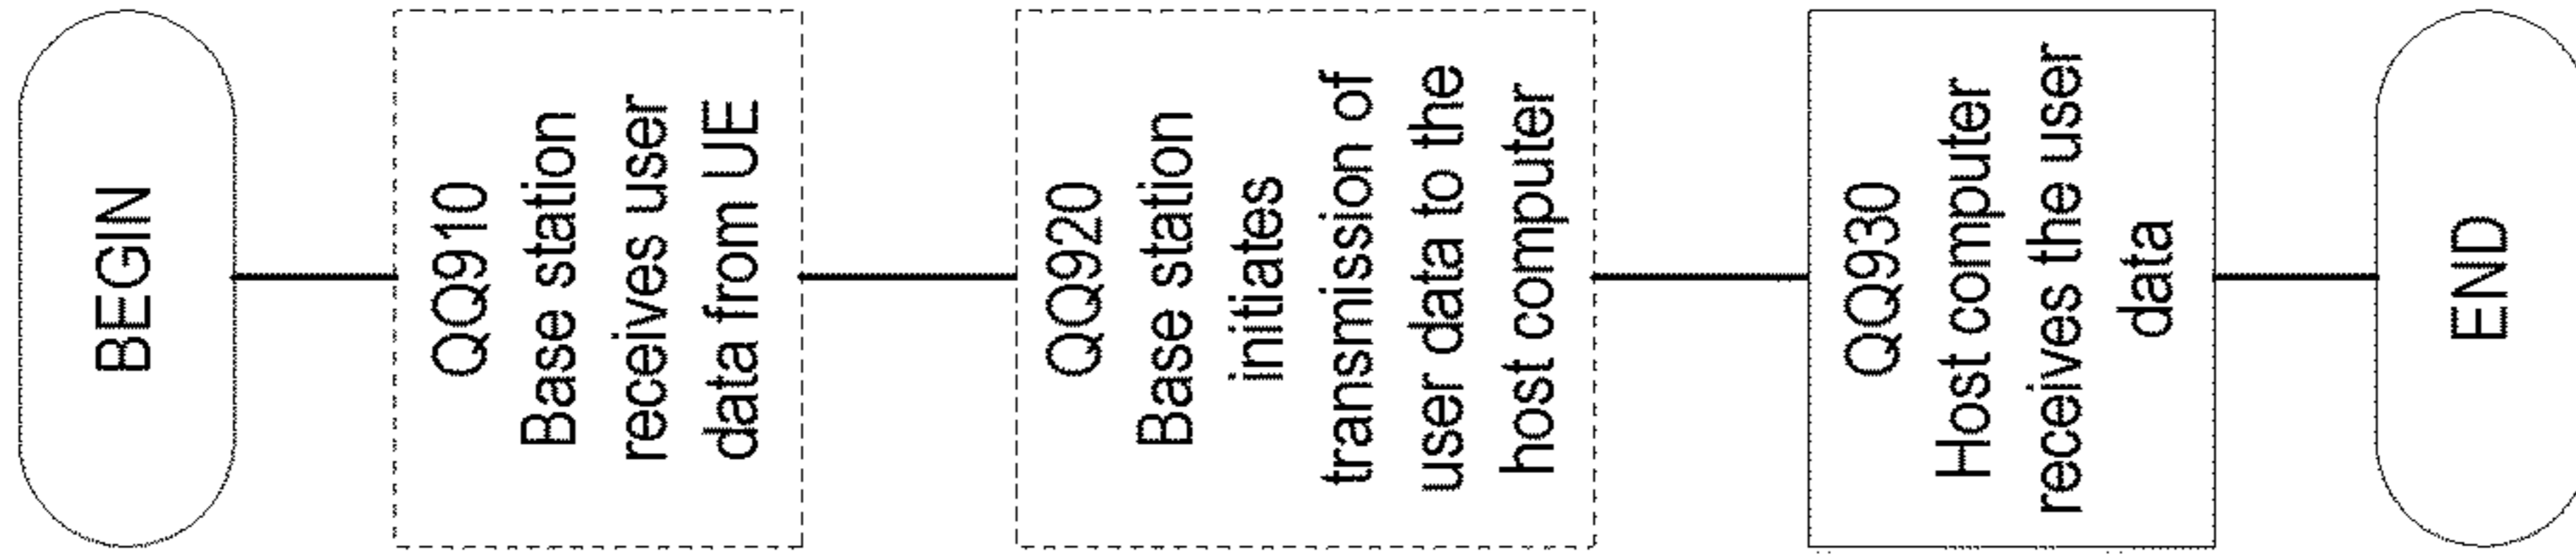 BEGIN
QQ910
Base station
receives user
data from UE
QQ920
Base station
initiates
transmission of
user data to the
host computer
QQ930
Host computer
receives the user
data
END